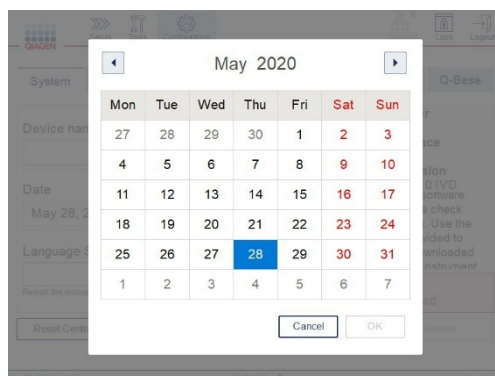 QIAGEN
Setup Tools Configuration
Lock Logout
May 2020
System
Q-Base
Mon Tue Wed Thu Fri Sat Sun
27 28 29 30 1 2 3
Device nam
4 5 6 7 8 9 10
11 12 13 14 15 16 17
Date
May 28, 2
18 19 20 21 22 23 24
Language S
25 26 27 28 29 30 31
1 2 3 4 5 6 7
Cancel OK